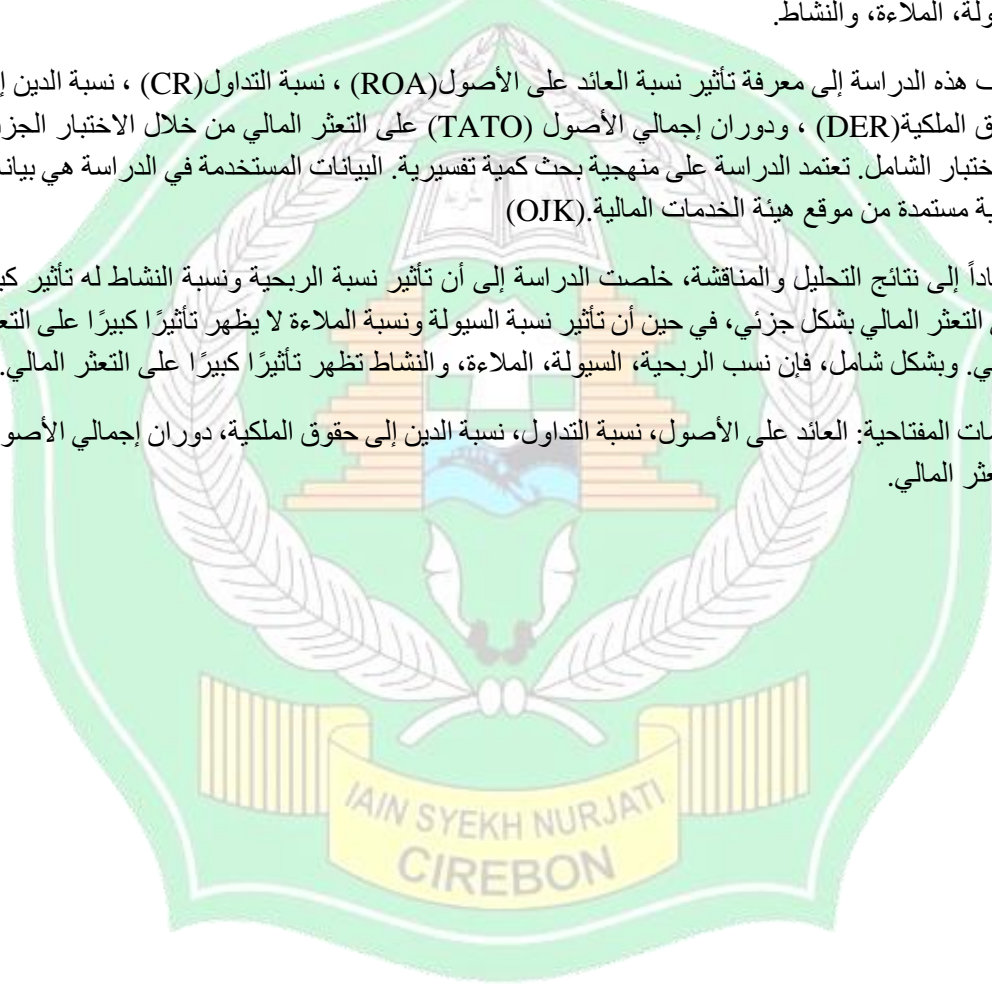 ولة، الملاءة، والنشاط.
ف هذه الدراسة إلى معرفة تأثير نسبة العائد على الأصول(ROA) ، نسبة التداول(CR) ، نسبة الدين إ
ق الملكية(DER) ، ودوران إجمالي الأصول (TATO) على التعثر المالي من خلال الاختبار الجز
ختبار الشامل. تعتمد الدراسة على منهجية بحث كمية تفسيرية. البيانات المستخدمة في الدراسة هي بيان
ية مستمدة من موقع هيئة الخدمات المالية.(OJK)
اداً إلى نتائج التحليل والمناقشة، خلصت الدراسة إلى أن تأثير نسبة الربحية ونسبة النشاط له تأثير كب
ى التعثر المالي بشكل جزئي، في حين أن تأثير نسبة السيولة ونسبة الملاءة لا يظهر تأثيرًا كبيرًا على التع
ي. وبشكل شامل، فإن نسب الربحية، السيولة، الملاءة، والنشاط تظهر تأثيرًا كبيرًا على التعثر المالي.
مات المفتاحية: العائد على الأصول، نسبة التداول، نسبة الدين إلى حقوق الملكية، دوران إجمالي الأصو
عثر المالي.
IAIN SYEKH NURJATI
CIREBON